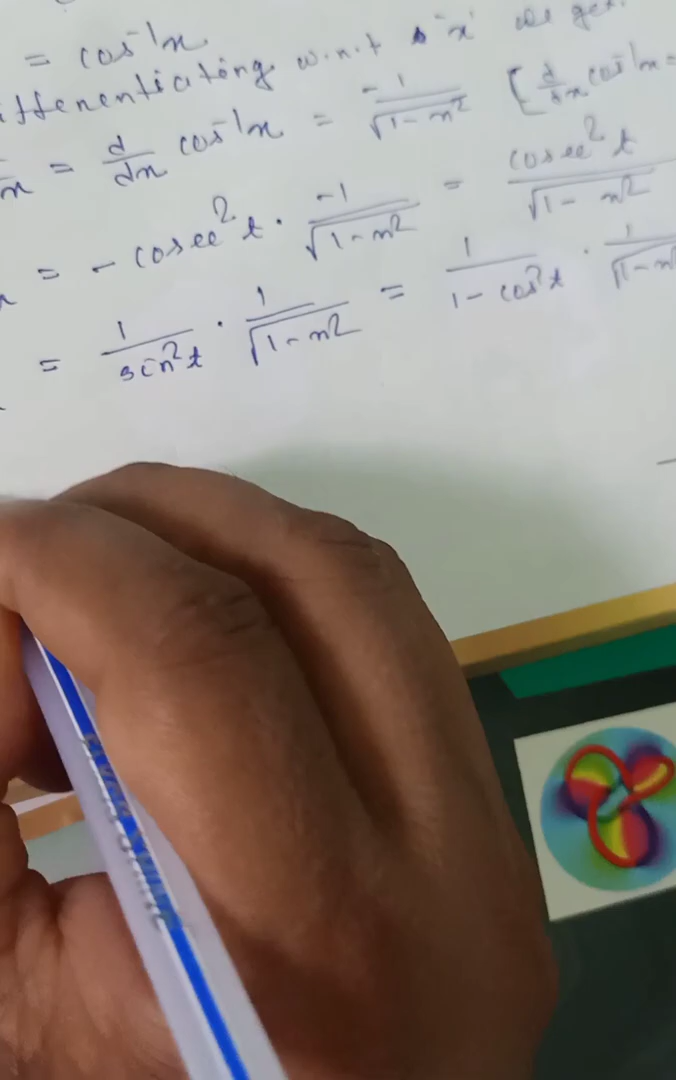 = cos⁻¹x
ifferenciating w.r.t 'x' we get
= d/dx cos⁻¹x = -1/√(1-x²) [d/dx cos⁻¹x =
= - cosec²t · -1/√(1-x²) = cosec²t/√(1-x²)
= 1/sin²t · 1/√(1-x²) = 1/(1-cos²t) · 1/√(1-x